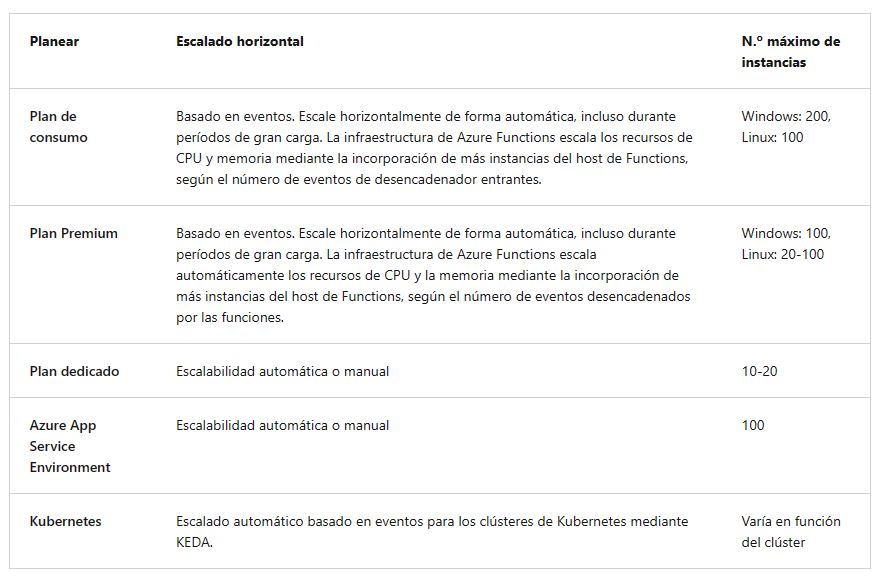 Planear
Escalado horizontal
N.º máximo de
instancias
Plan de
consumo
Basado en eventos. Escale horizontalmente de forma automática, incluso durante
períodos de gran carga. La infraestructura de Azure Functions escala los recursos de
CPU y memoria mediante la incorporación de más instancias del host de Functions,
según el número de eventos de desencadenador entrantes.
Windows: 200,
Linux: 100
Plan Premium
Basado en eventos. Escale horizontalmente de forma automática, incluso durante
períodos de gran carga. La infraestructura de Azure Functions escala
automáticamente los recursos de CPU y la memoria mediante la incorporación de
más instancias del host de Functions, según el número de eventos desencadenados
por las funciones.
Windows: 100,
Linux: 20-100
Plan dedicado
Escalabilidad automática o manual
10-20
Azure App
Service
Environment
Escalabilidad automática o manual
100
Kubernetes
Escalado automático basado en eventos para los clústeres de Kubernetes mediante
KEDA.
Varía en función
del clúster